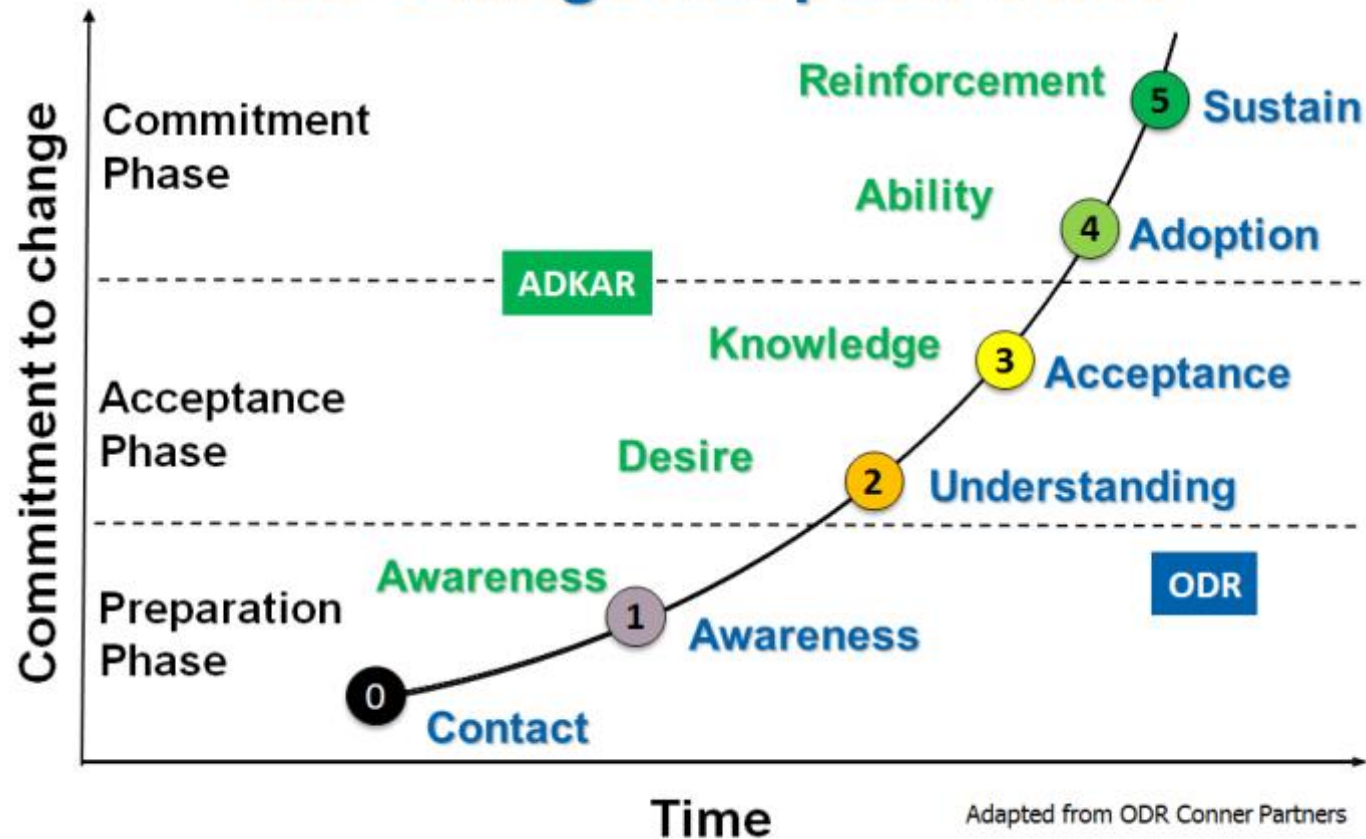 Commitment to change
Commitment
Phase
Reinforcement
5
Sustain
Ability
4
Adoption
ADKAR
Acceptance
Phase
Knowledge
3
Acceptance
Desire
2
Understanding
Preparation
Phase
Awareness
1
Awareness
ODR
0
Contact
Time
Adapted from ODR Conner Partners